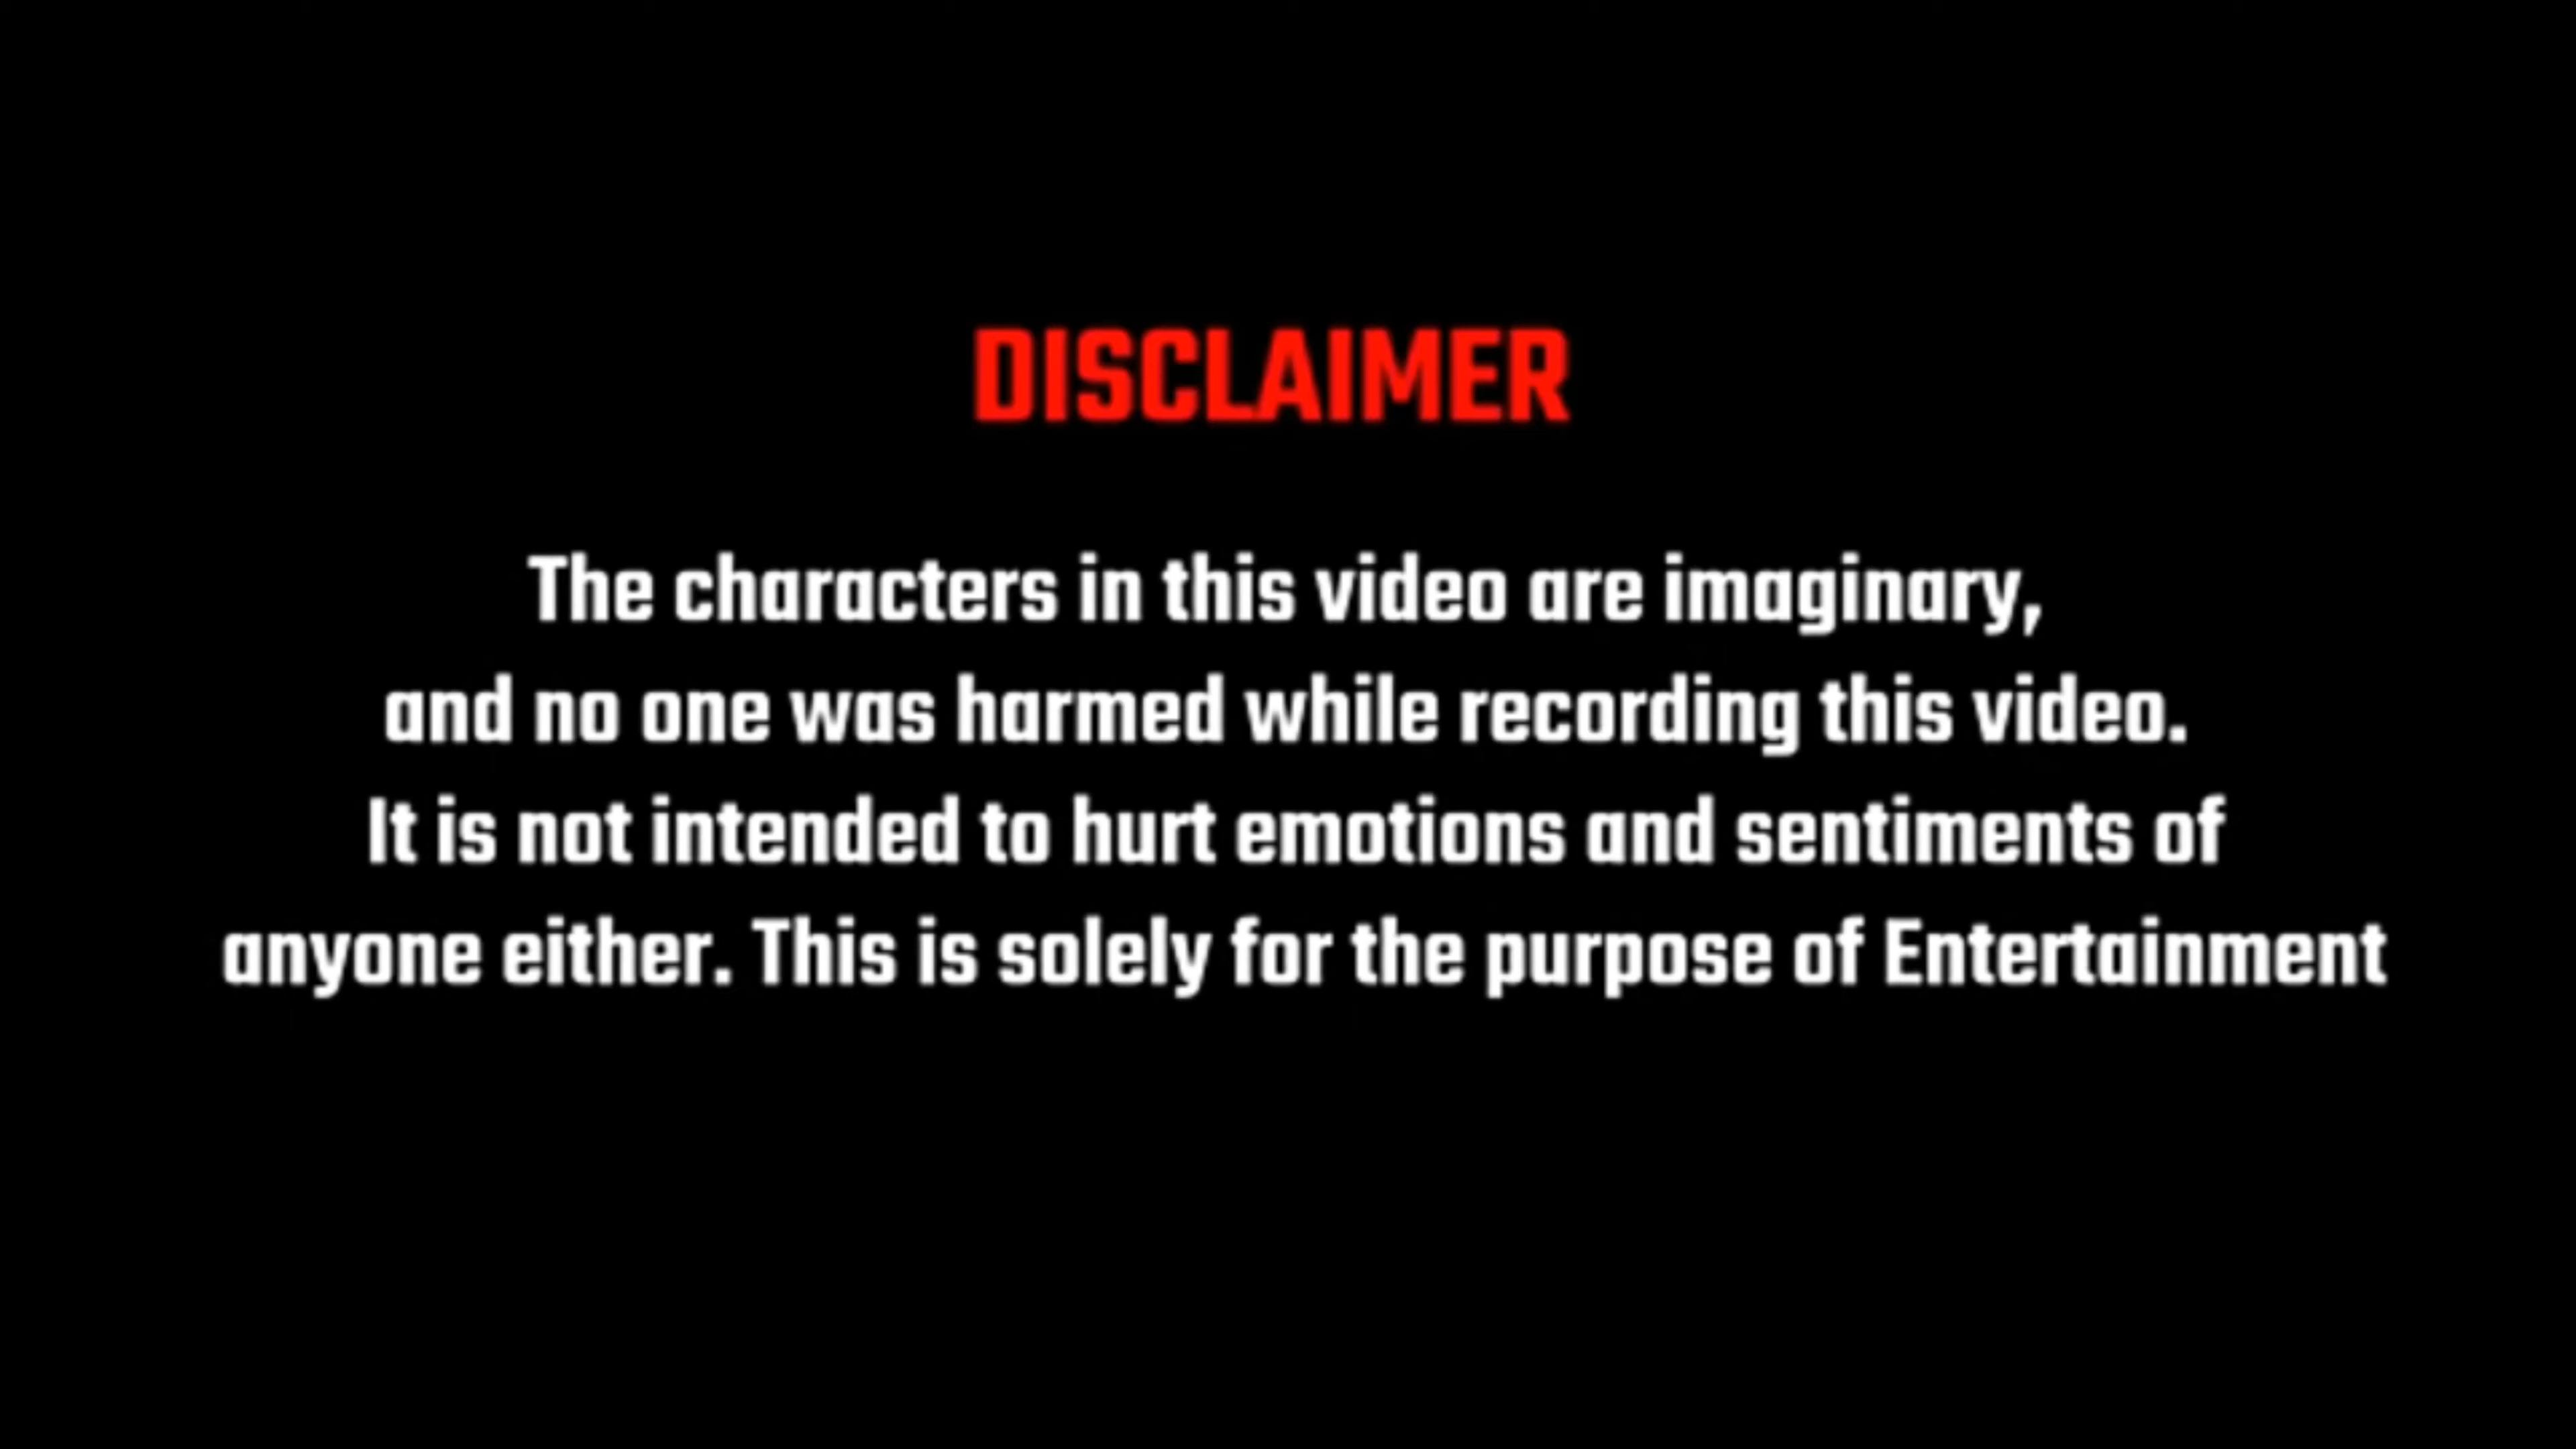 DISCLAIMER
The characters in this video are imaginary,
and no one was harmed while recording this video.
It is not intended to hurt emotions and sentiments of
anyone either. This is solely for the purpose of Entertainment